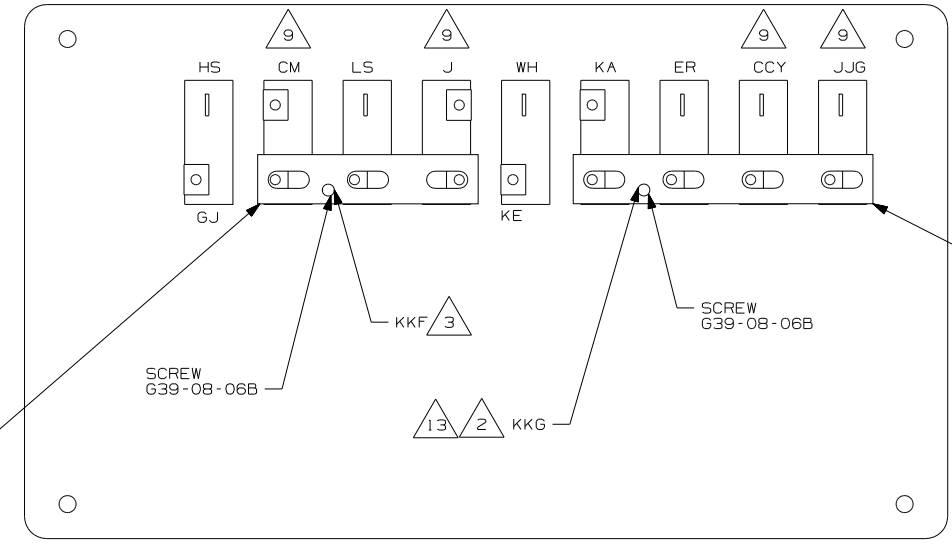 9 9 9 9
HS CM LS J WH KA ER CCY JJG
GJ KE
KKF 3
SCREW
G39-08-06B
SCREW
G39-08-06B
13 2 KKG